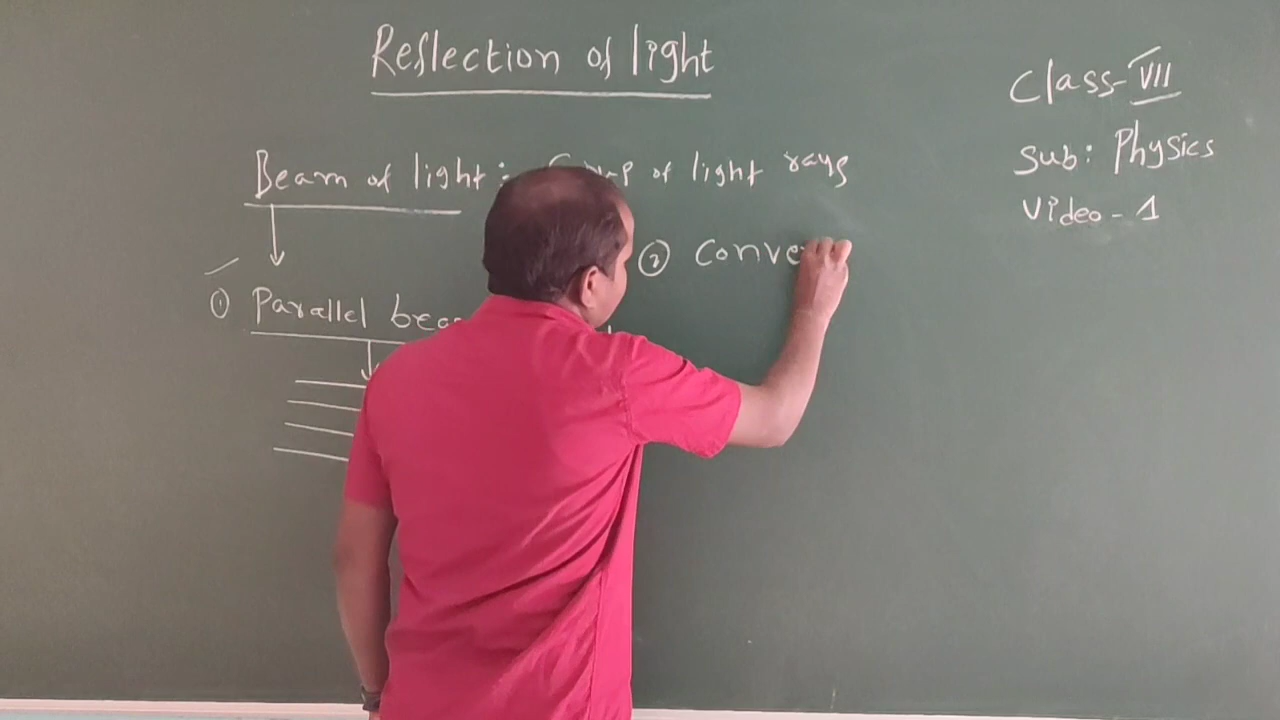 Reflection of light
Class-VII
Sub: Physics
Video-1
Beam of light: of light rays
① Parallel
② Conve